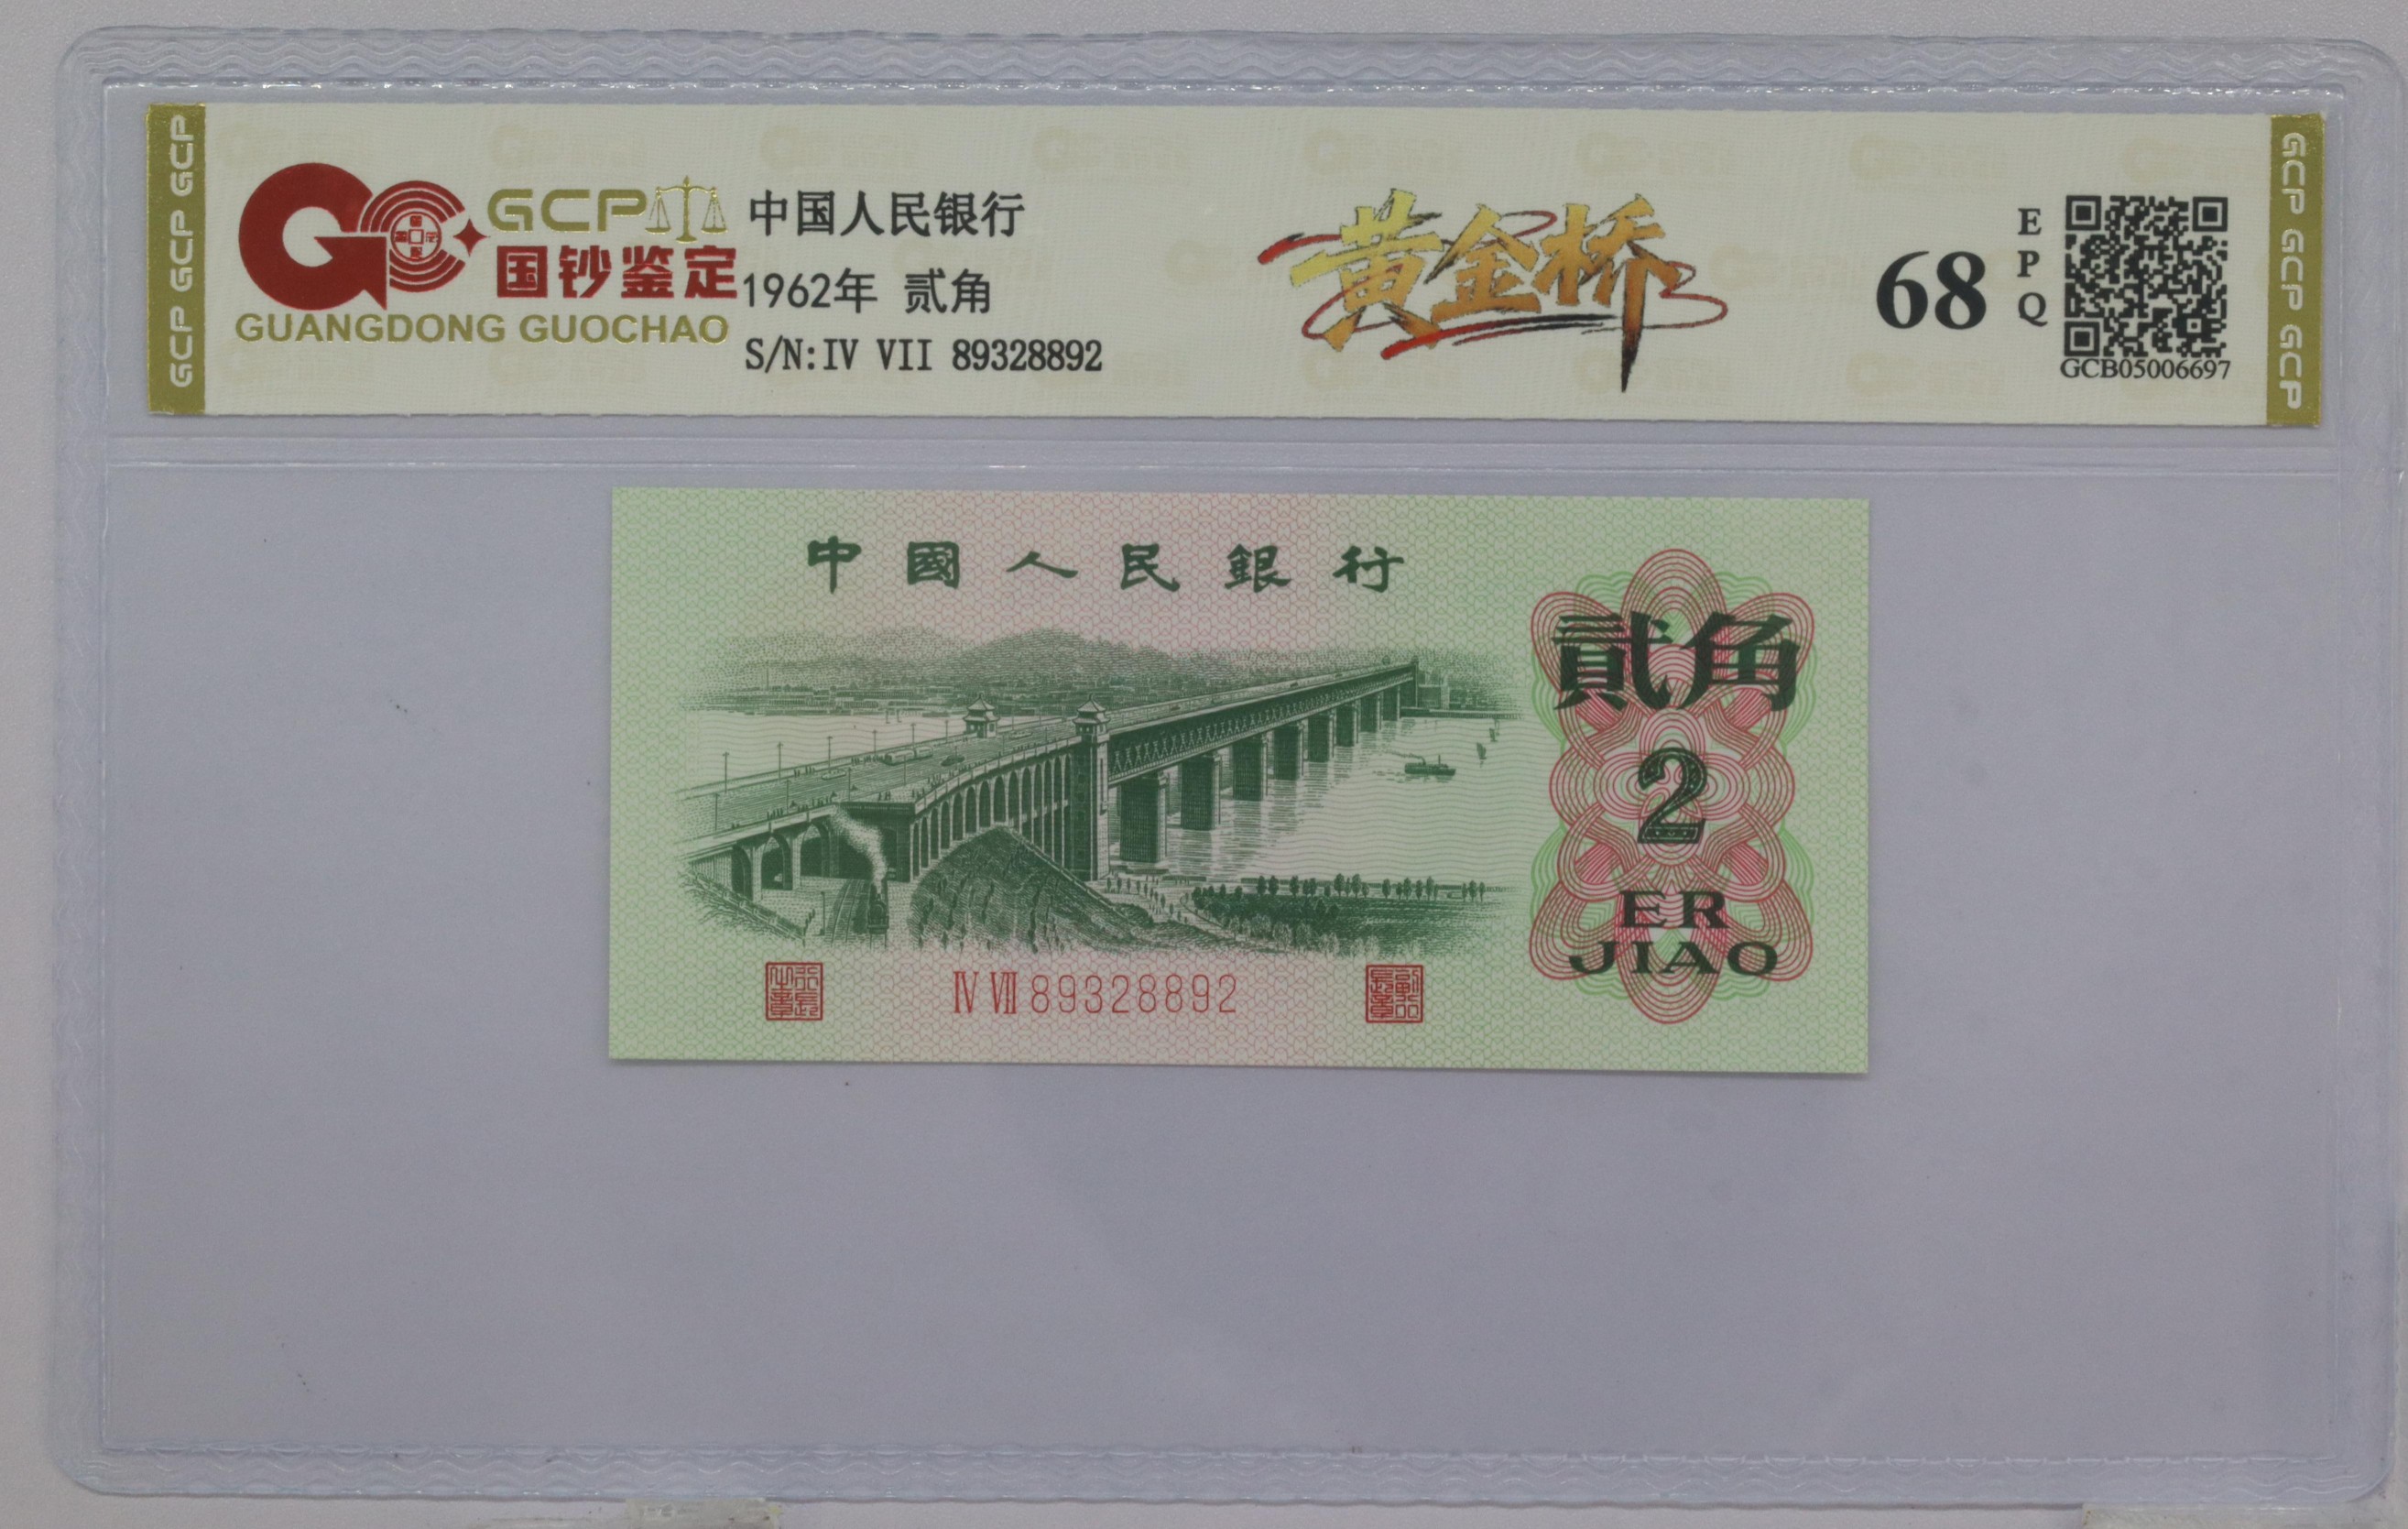 GCP GCP GCP
GCP
国钞鉴定
GUANGDONG GUOCHAO
中国人民银行
1962年 贰角
S/N:IV VII 89328892
黄金桥
68
EPQ
GCB05006697
GCP GCP GCP
中國人民銀行
貳角
2
ER
JIAO
IV VII 89328892